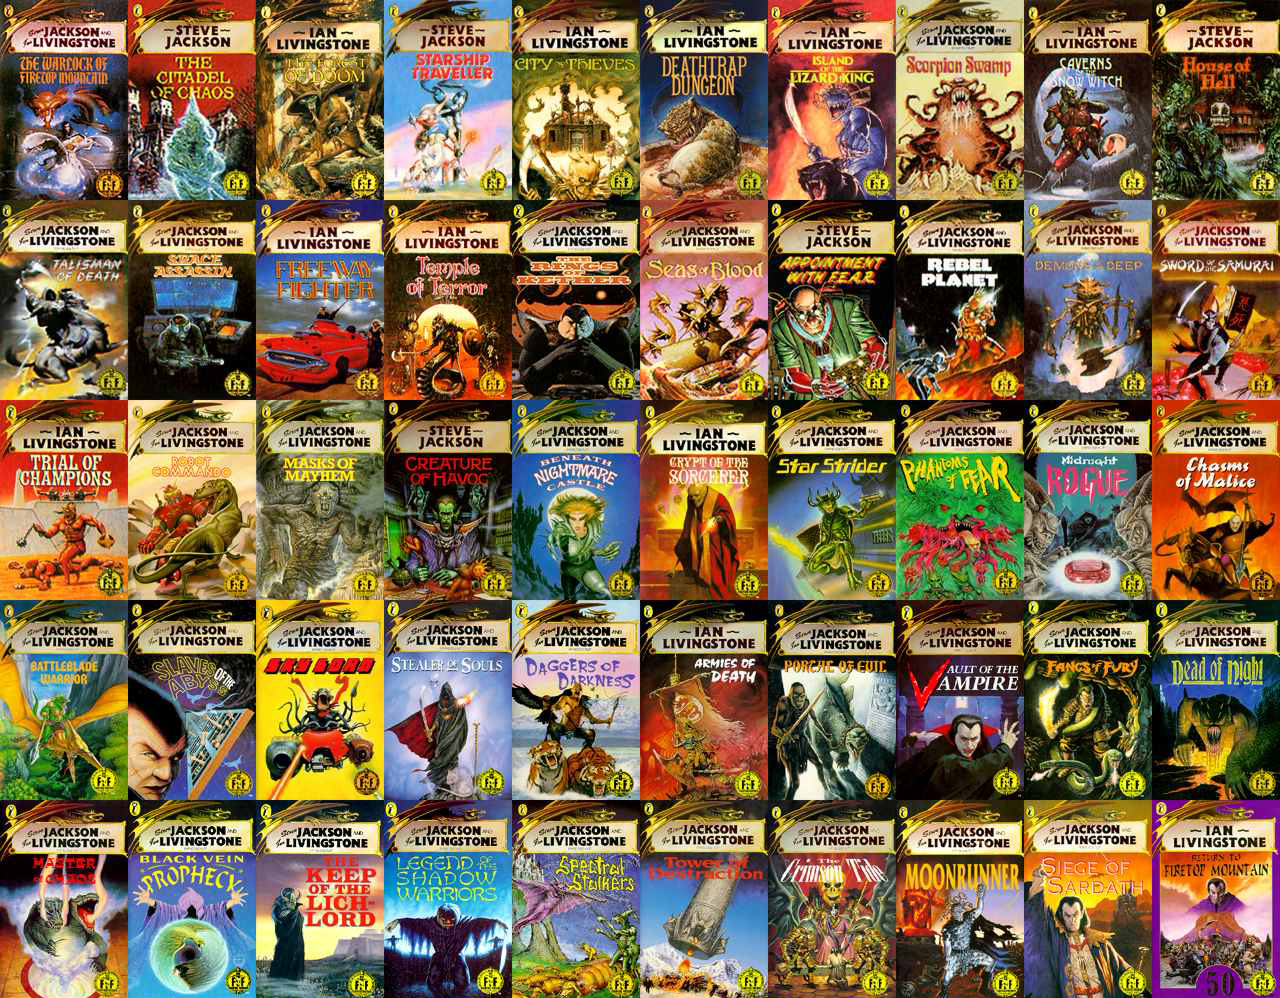 Steve JACKSON AND
Ian LIVINGSTONE
THE WARLOCK OF
FIRETOP MOUNTAIN
STEVE
JACKSON
THE
CITADEL
OF CHAOS
IAN
LIVINGSTONE
THE FOREST
OF DOOM
STEVE
JACKSON
STARSHIP
TRAVELLER
IAN
LIVINGSTONE
CITY OF THIEVES
IAN
LIVINGSTONE
DEATHTRAP
DUNGEON
IAN
LIVINGSTONE
ISLAND
OF THE
LIZARD KING
Steve JACKSON AND
Ian LIVINGSTONE
Scorpion Swamp
IAN
LIVINGSTONE
CAVERNS
OF THE
SNOW WITCH
STEVE
JACKSON
House of
Hell
Steve JACKSON AND
Ian LIVINGSTONE
TALISMAN
OF DEATH
Steve JACKSON AND
Ian LIVINGSTONE
SPACE
ASSASSIN
IAN
LIVINGSTONE
FREEWAY
FIGHTER
IAN
LIVINGSTONE
Temple
of Terror
Steve JACKSON AND
Ian LIVINGSTONE
THE
RINGS
OF
KETHER
Steve JACKSON AND
Ian LIVINGSTONE
Seas of Blood
STEVE
JACKSON
APPOINTMENT
WITH F.E.A.R.
Steve JACKSON AND
Ian LIVINGSTONE
REBEL
PLANET
Steve JACKSON AND
Ian LIVINGSTONE
DEMONS OF THE DEEP
Steve JACKSON AND
Ian LIVINGSTONE
SWORD OF THE SAMURAI
IAN
LIVINGSTONE
TRIAL OF
CHAMPIONS
Steve JACKSON AND
Ian LIVINGSTONE
ROBOT
COMMANDO
Steve JACKSON AND
Ian LIVINGSTONE
MASKS OF
MAYHEM
STEVE
JACKSON
CREATURE
OF HAVOC
Steve JACKSON AND
Ian LIVINGSTONE
BENEATH
NIGHTMARE
CASTLE
IAN
LIVINGSTONE
CRYPT OF THE
SORCERER
Steve JACKSON AND
Ian LIVINGSTONE
Star Strider
Steve JACKSON AND
Ian LIVINGSTONE
PHANTOMS
OF FEAR
Steve JACKSON AND
Ian LIVINGSTONE
Midnight
ROGUE
Steve JACKSON AND
Ian LIVINGSTONE
Chasms
of Malice
Steve JACKSON AND
Ian LIVINGSTONE
BATTLEBLADE
WARRIOR
Steve JACKSON AND
Ian LIVINGSTONE
SLAVES OF THE
ABYSS
Steve JACKSON AND
Ian LIVINGSTONE
SKY LORD
Steve JACKSON AND
Ian LIVINGSTONE
STEALER OF SOULS
Steve JACKSON AND
Ian LIVINGSTONE
DAGGERS OF
DARKNESS
IAN
LIVINGSTONE
ARMIES OF
DEATH
Steve JACKSON AND
Ian LIVINGSTONE
PORTAL OF EVIL
Steve JACKSON AND
Ian LIVINGSTONE
VAULT OF THE
VAMPIRE
Steve JACKSON AND
Ian LIVINGSTONE
FANGS OF FURY
Steve JACKSON AND
Ian LIVINGSTONE
Dead of Night
Steve JACKSON AND
Ian LIVINGSTONE
MASTER
OF CHAOS
Steve JACKSON AND
Ian LIVINGSTONE
BLACK VEIN
PROPHECY
Steve JACKSON AND
Ian LIVINGSTONE
THE
KEEP
OF THE
LICH-
LORD
Steve JACKSON AND
Ian LIVINGSTONE
LEGEND OF THE
SHADOW
WARRIORS
Steve JACKSON AND
Ian LIVINGSTONE
Spectral
Stalkers
Steve JACKSON AND
Ian LIVINGSTONE
Tower of
Destruction
Steve JACKSON AND
Ian LIVINGSTONE
The
Crimson Tide
Steve JACKSON AND
Ian LIVINGSTONE
MOONRUNNER
Steve JACKSON AND
Ian LIVINGSTONE
SIEGE OF
SARDATH
IAN
LIVINGSTONE
RETURN TO
FIRETOP MOUNTAIN
50